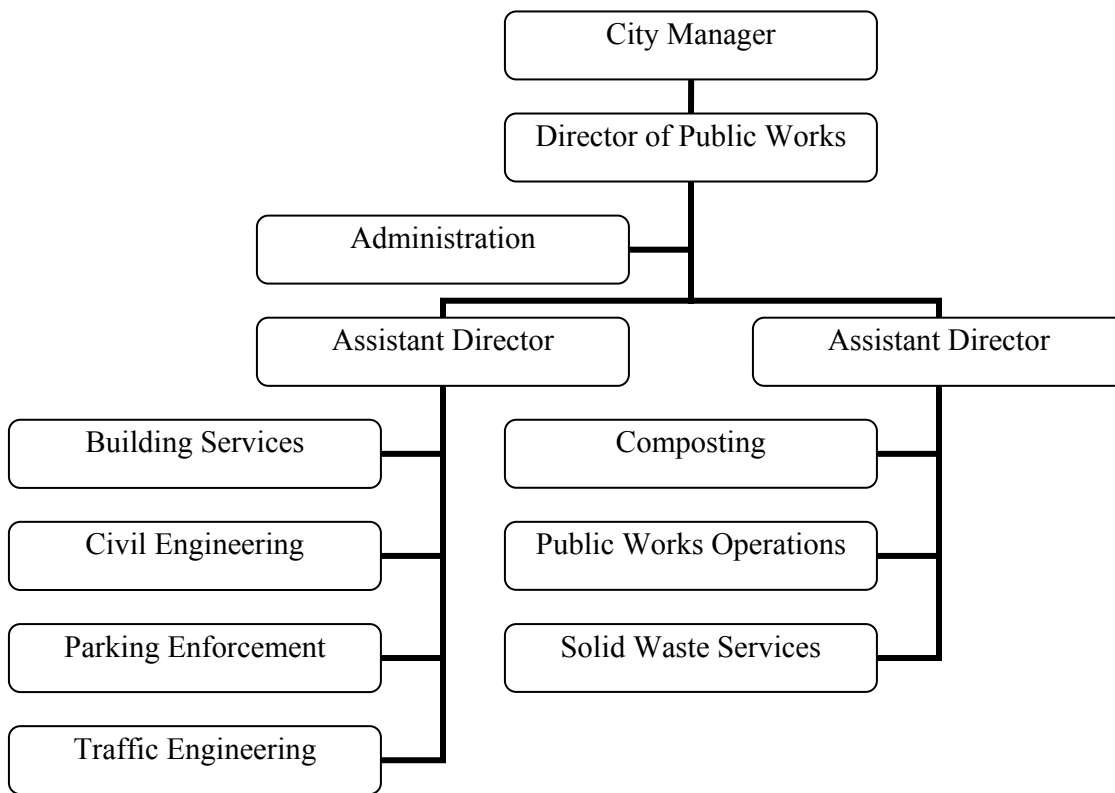 City Manager
Director of Public Works
Administration
Assistant Director
Assistant Director
Building Services
Composting
Civil Engineering
Public Works Operations
Parking Enforcement
Solid Waste Services
Traffic Engineering